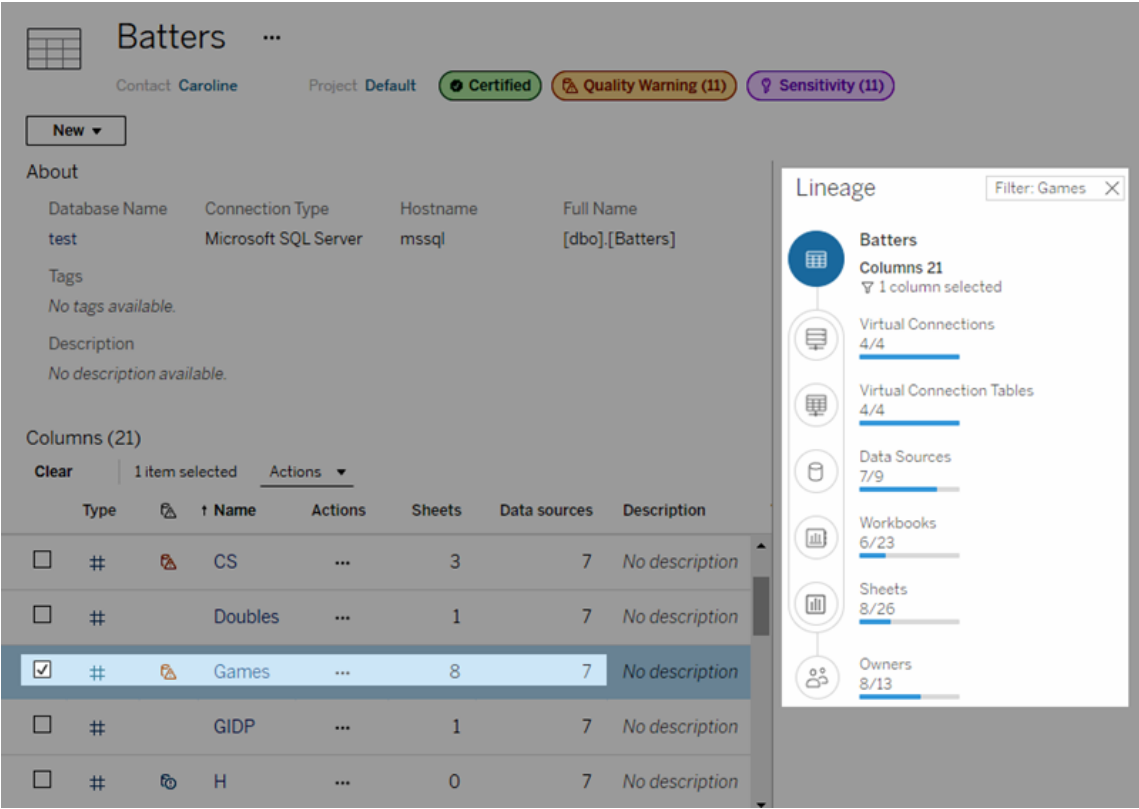 Batters ...
Contact Caroline Project Default Certified Quality Warning (11) Sensitivity (11)
New
About
Database Name Connection Type Hostname Full Name
test Microsoft SQL Server mssql [dbo].[Batters]
Tags
No tags available.
Description
No description available.
Columns (21)
Clear 1 item selected Actions
Type ↑ Name Actions Sheets Data sources Description
# CS ... 3 7 No description
# Doubles ... 1 7 No description
# Games ... 8 7 No description
# GIDP ... 1 7 No description
# H ... 0 7 No description
Lineage Filter: Games
Batters
Columns 21
1 column selected
Virtual Connections
4/4
Virtual Connection Tables
4/4
Data Sources
7/9
Workbooks
6/23
Sheets
8/26
Owners
8/13